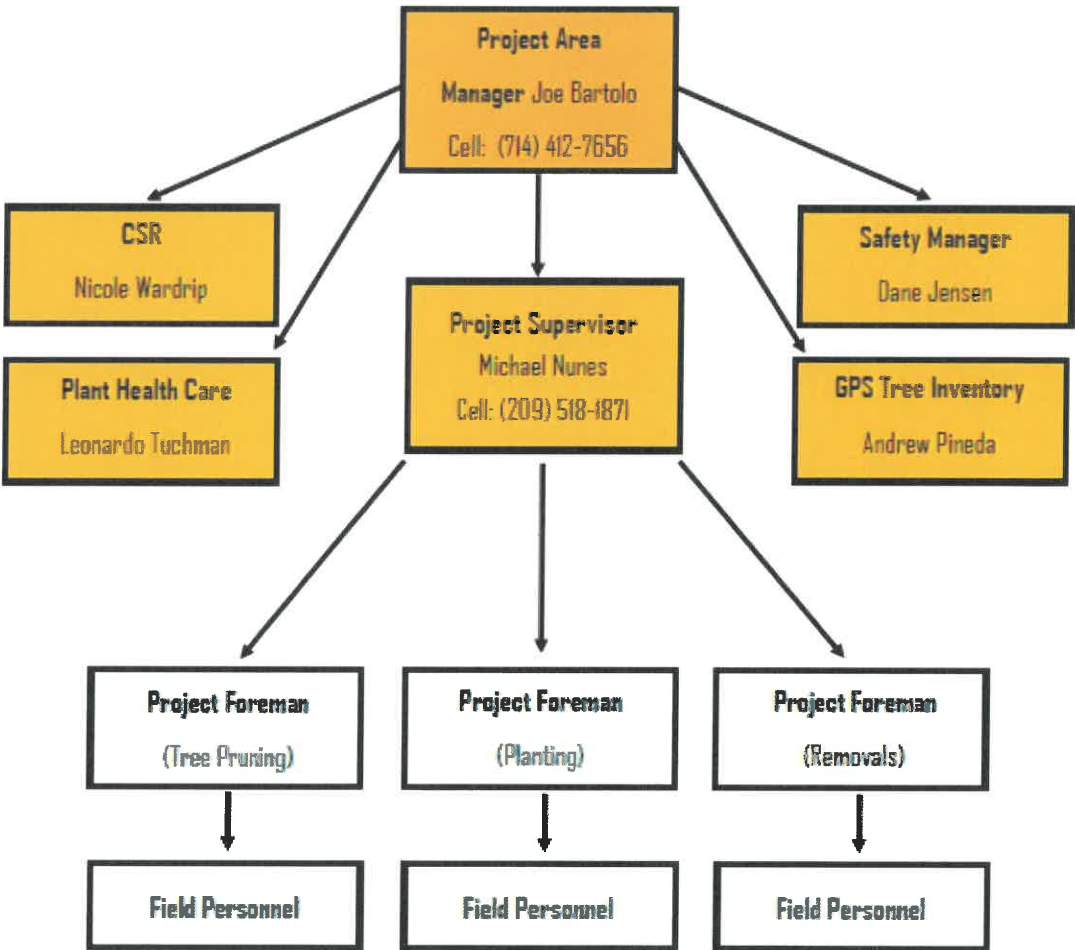 Project Area
Manager Joe Bartolo
Cell: (714) 412-7656
CSR
Nicole Wardrip
Safety Manager
Dane Jensen
Project Supervisor
Michael Nunes
Cell: (209) 518-1871
Plant Health Care
Leonardo Tuchman
GPS Tree Inventory
Andrew Pineda
Project Foreman
(Tree Pruning)
Project Foreman
(Planting)
Project Foreman
(Removals)
Field Personnel
Field Personnel
Field Personnel